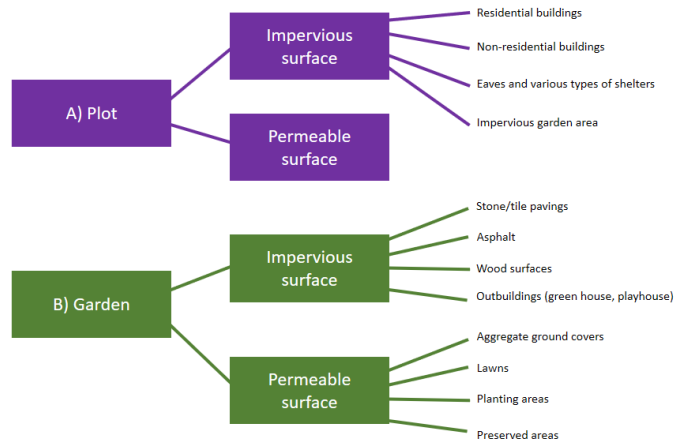 A) Plot
Impervious
surface
Residential buildings
Non-residential buildings
Eaves and various types of shelters
Impervious garden area
Permeable
surface
B) Garden
Impervious
surface
Stone/tile pavings
Asphalt
Wood surfaces
Outbuildings (green house, playhouse)
Permeable
surface
Aggregate ground covers
Lawns
Planting areas
Preserved areas